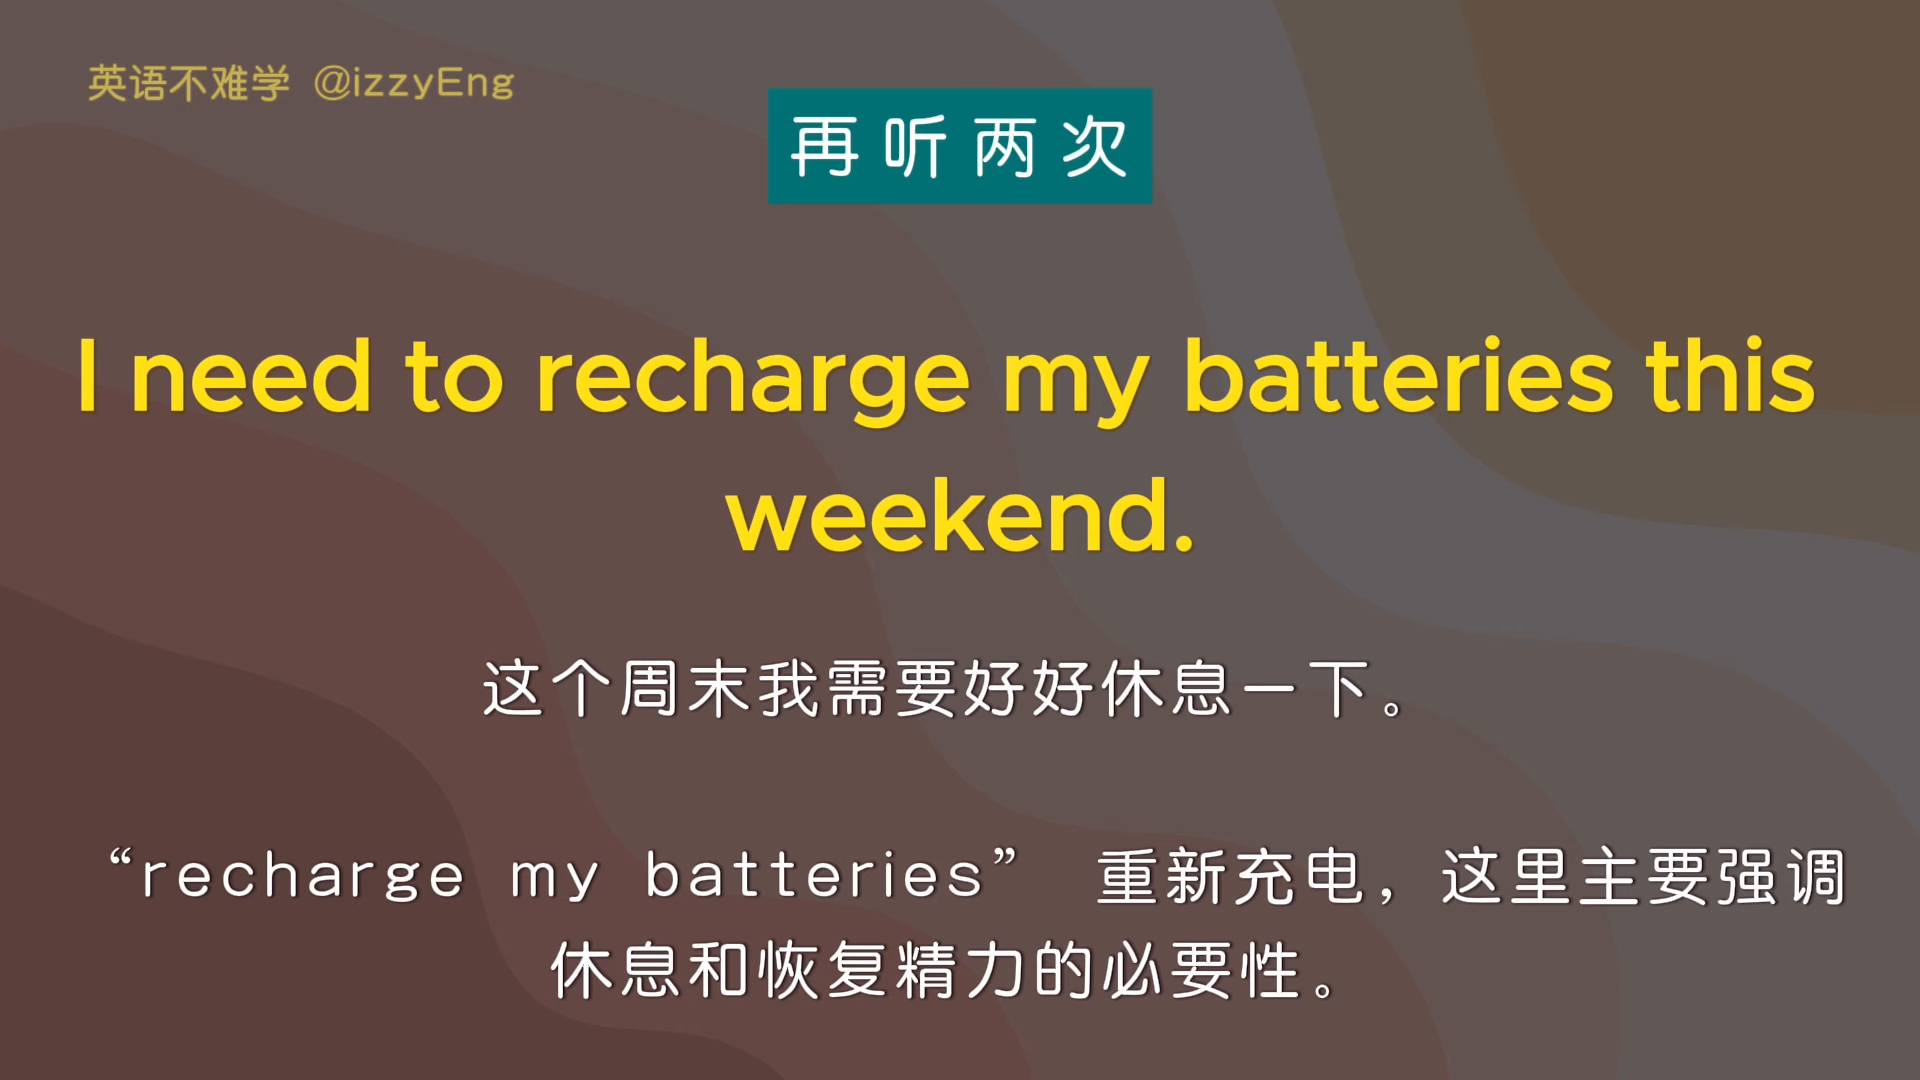 英语不难学 @izzyEng
再听两次
I need to recharge my batteries this
weekend.
这个周末我需要好好休息一下。
“recharge my batteries” 重新充电，这里主要强调
休息和恢复精力的必要性。